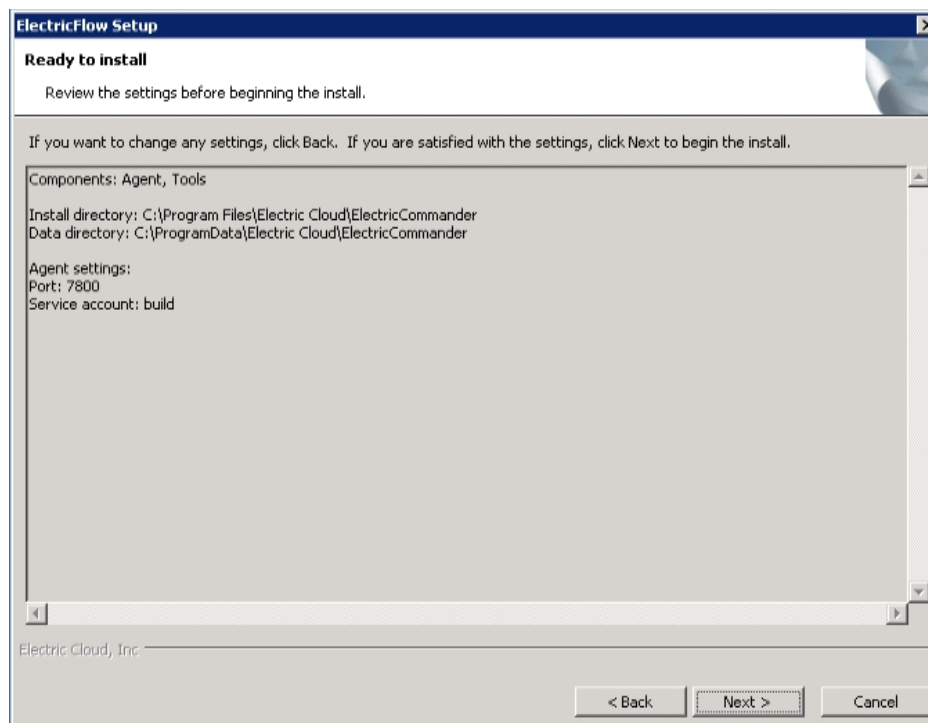 ElectricFlow Setup
Ready to install
Review the settings before beginning the install.
If you want to change any settings, click Back.  If you are satisfied with the settings, click Next to begin the install.
Components: Agent, Tools
Install directory: C:\Program Files\Electric Cloud\ElectricCommander
Data directory: C:\ProgramData\Electric Cloud\ElectricCommander
Agent settings:
Port: 7800
Service account: build
Electric Cloud, Inc
< Back
Next >
Cancel